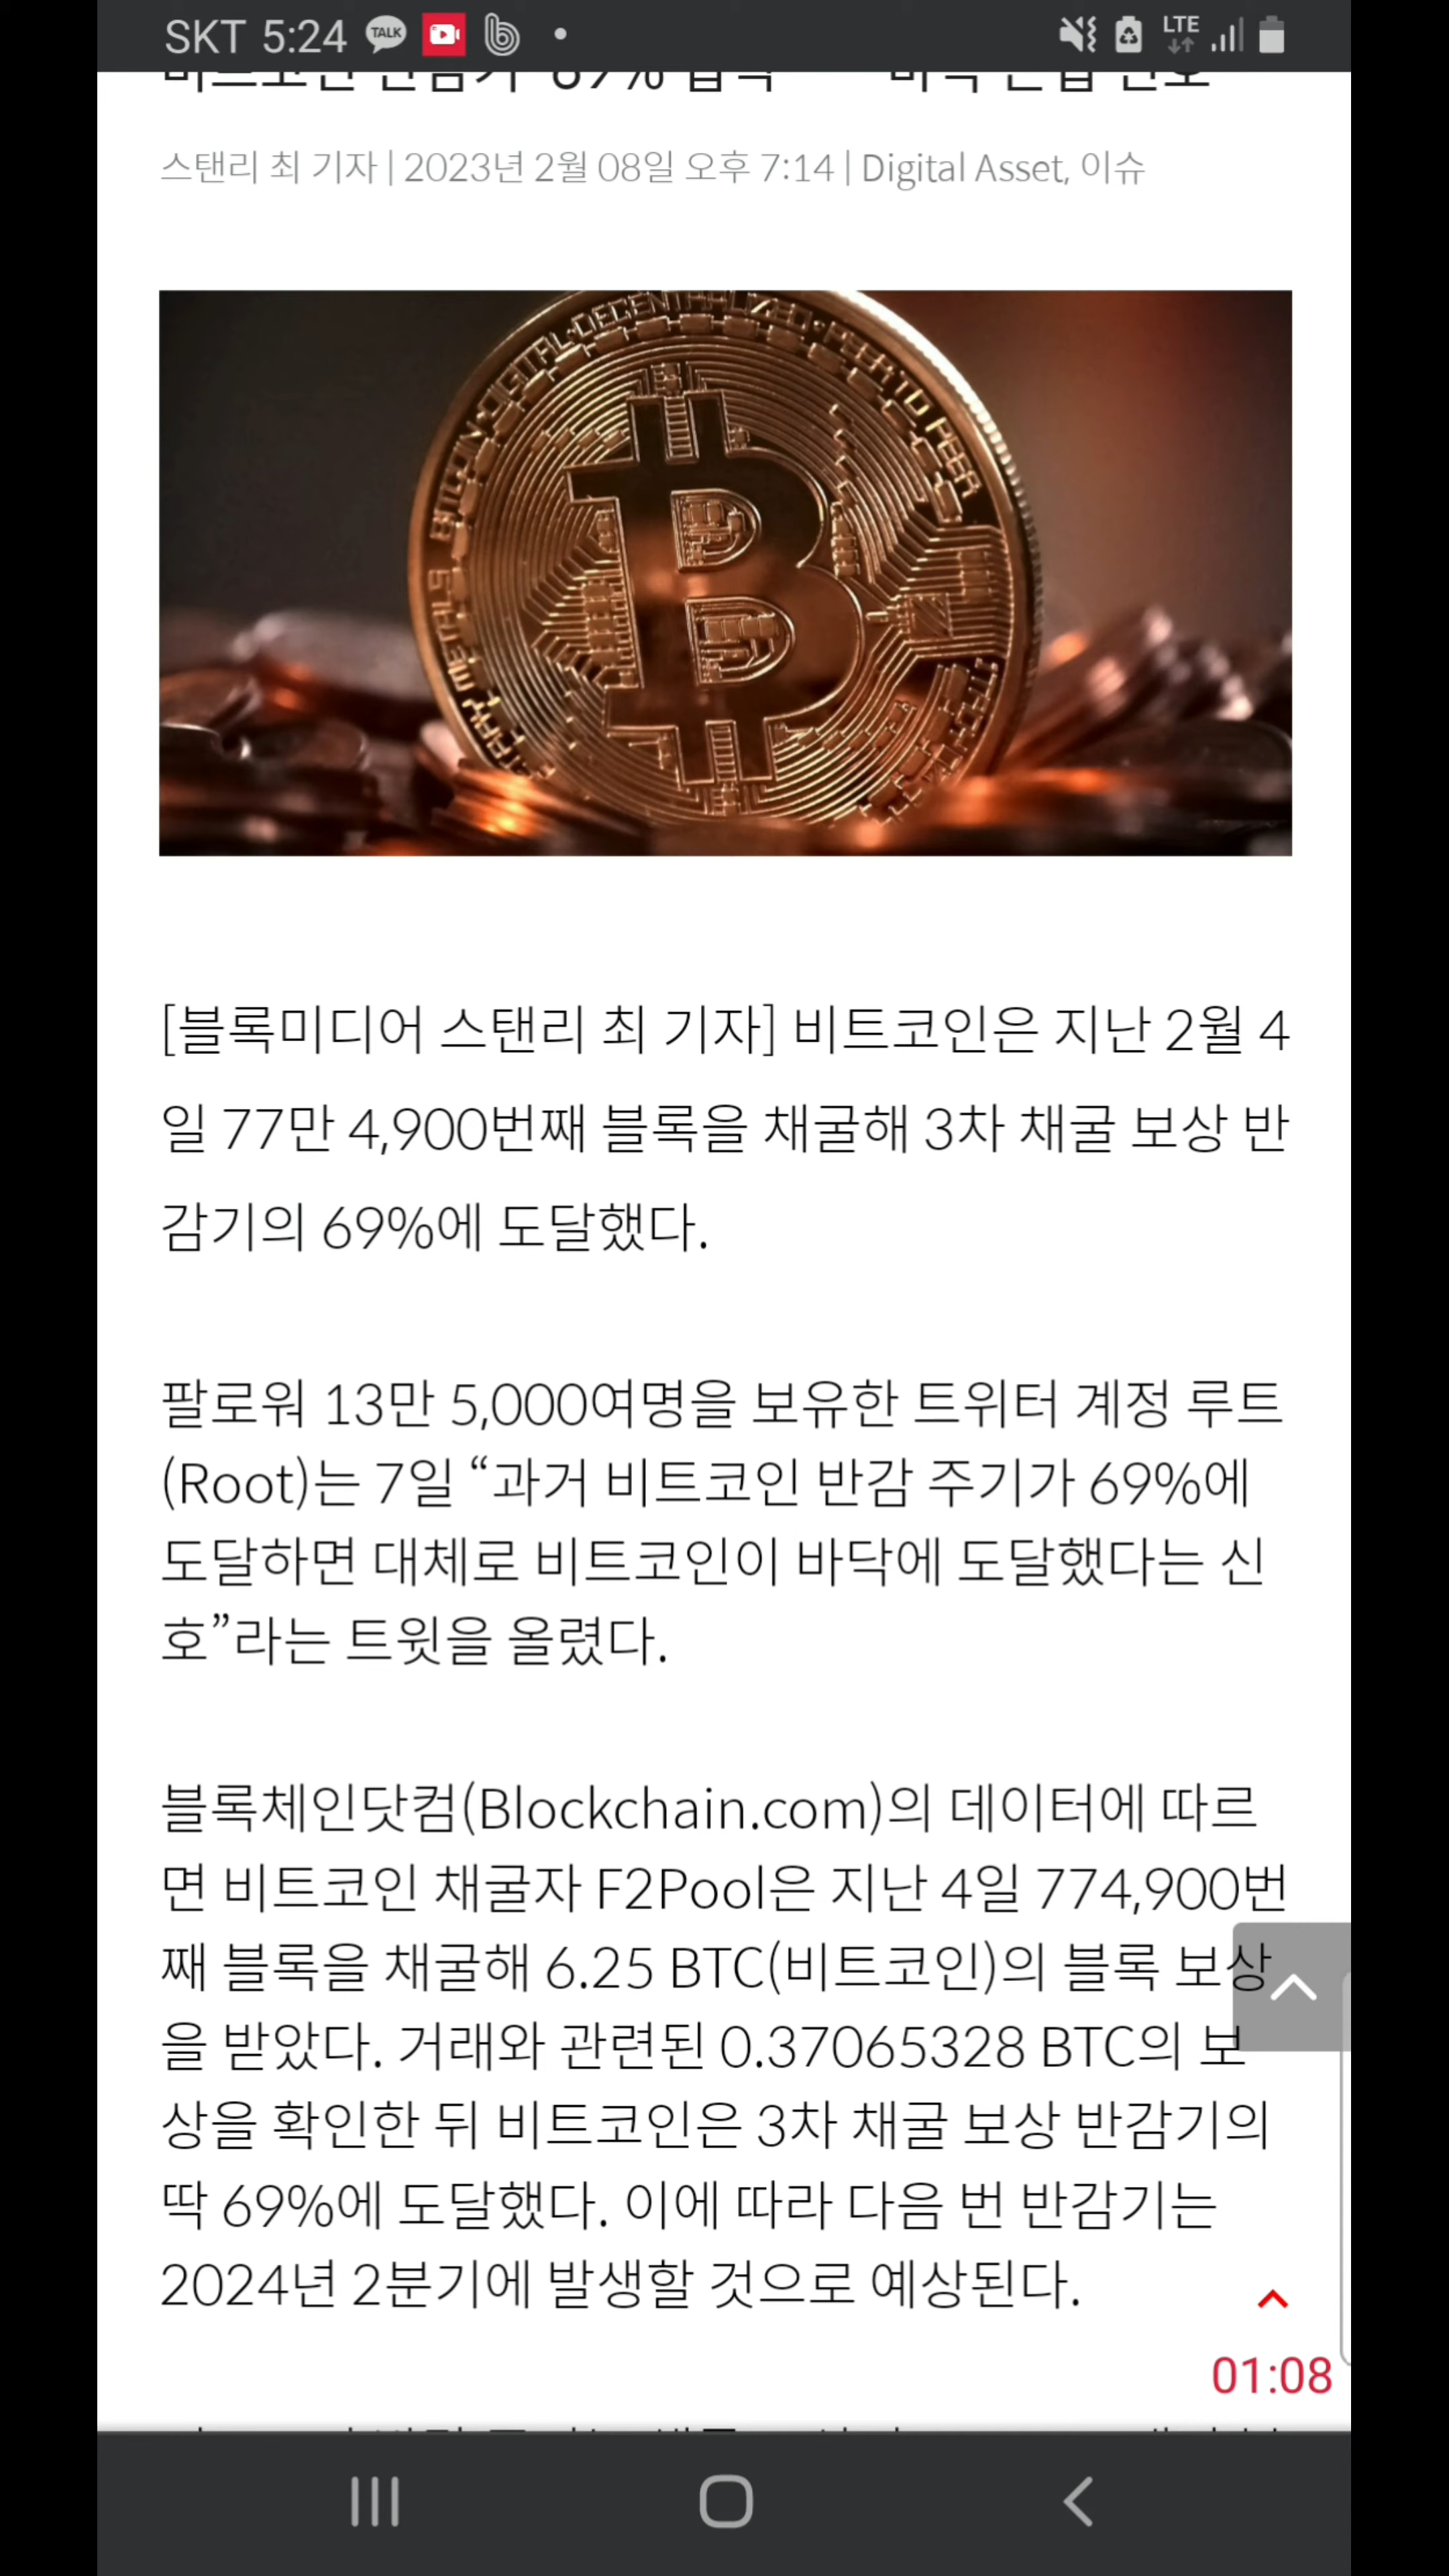 SKT 5:24 TALK LTE
69%
스탠리 최 기자 | 2023년 2월 08일 오후 7:14 | Digital Asset, 이슈
BITCOIN•DIGITAL•DECENTRALIZED•PEER TO PEER
[블록미디어 스탠리 최 기자] 비트코인은 지난 2월 4
일 77만 4,900번째 블록을 채굴해 3차 채굴 보상 반
감기의 69%에 도달했다.
팔로워 13만 5,000여명을 보유한 트위터 계정 루트
(Root)는 7일 “과거 비트코인 반감 주기가 69%에
도달하면 대체로 비트코인이 바닥에 도달했다는 신
호”라는 트윗을 올렸다.
블록체인닷컴(Blockchain.com)의 데이터에 따르
면 비트코인 채굴자 F2Pool은 지난 4일 774,900번
째 블록을 채굴해 6.25 BTC(비트코인)의 블록 보상
을 받았다. 거래와 관련된 0.37065328 BTC의 보
상을 확인한 뒤 비트코인은 3차 채굴 보상 반감기의
딱 69%에 도달했다. 이에 따라 다음 번 반감기는
2024년 2분기에 발생할 것으로 예상된다.
01:08